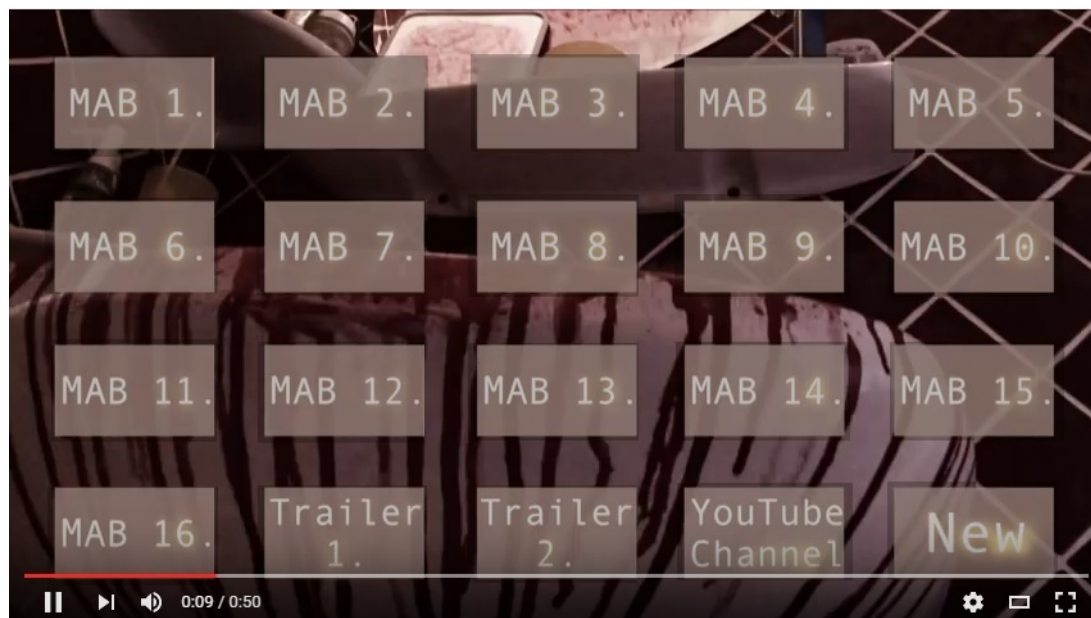 MAB 1. MAB 2. MAB 3. MAB 4. MAB 5.
MAB 6. MAB 7. MAB 8. MAB 9. MAB 10.
MAB 11. MAB 12. MAB 13. MAB 14. MAB 15.
MAB 16.
Trailer
1.
Trailer
2.
YouTube
Channel
New
0:09 / 0:50